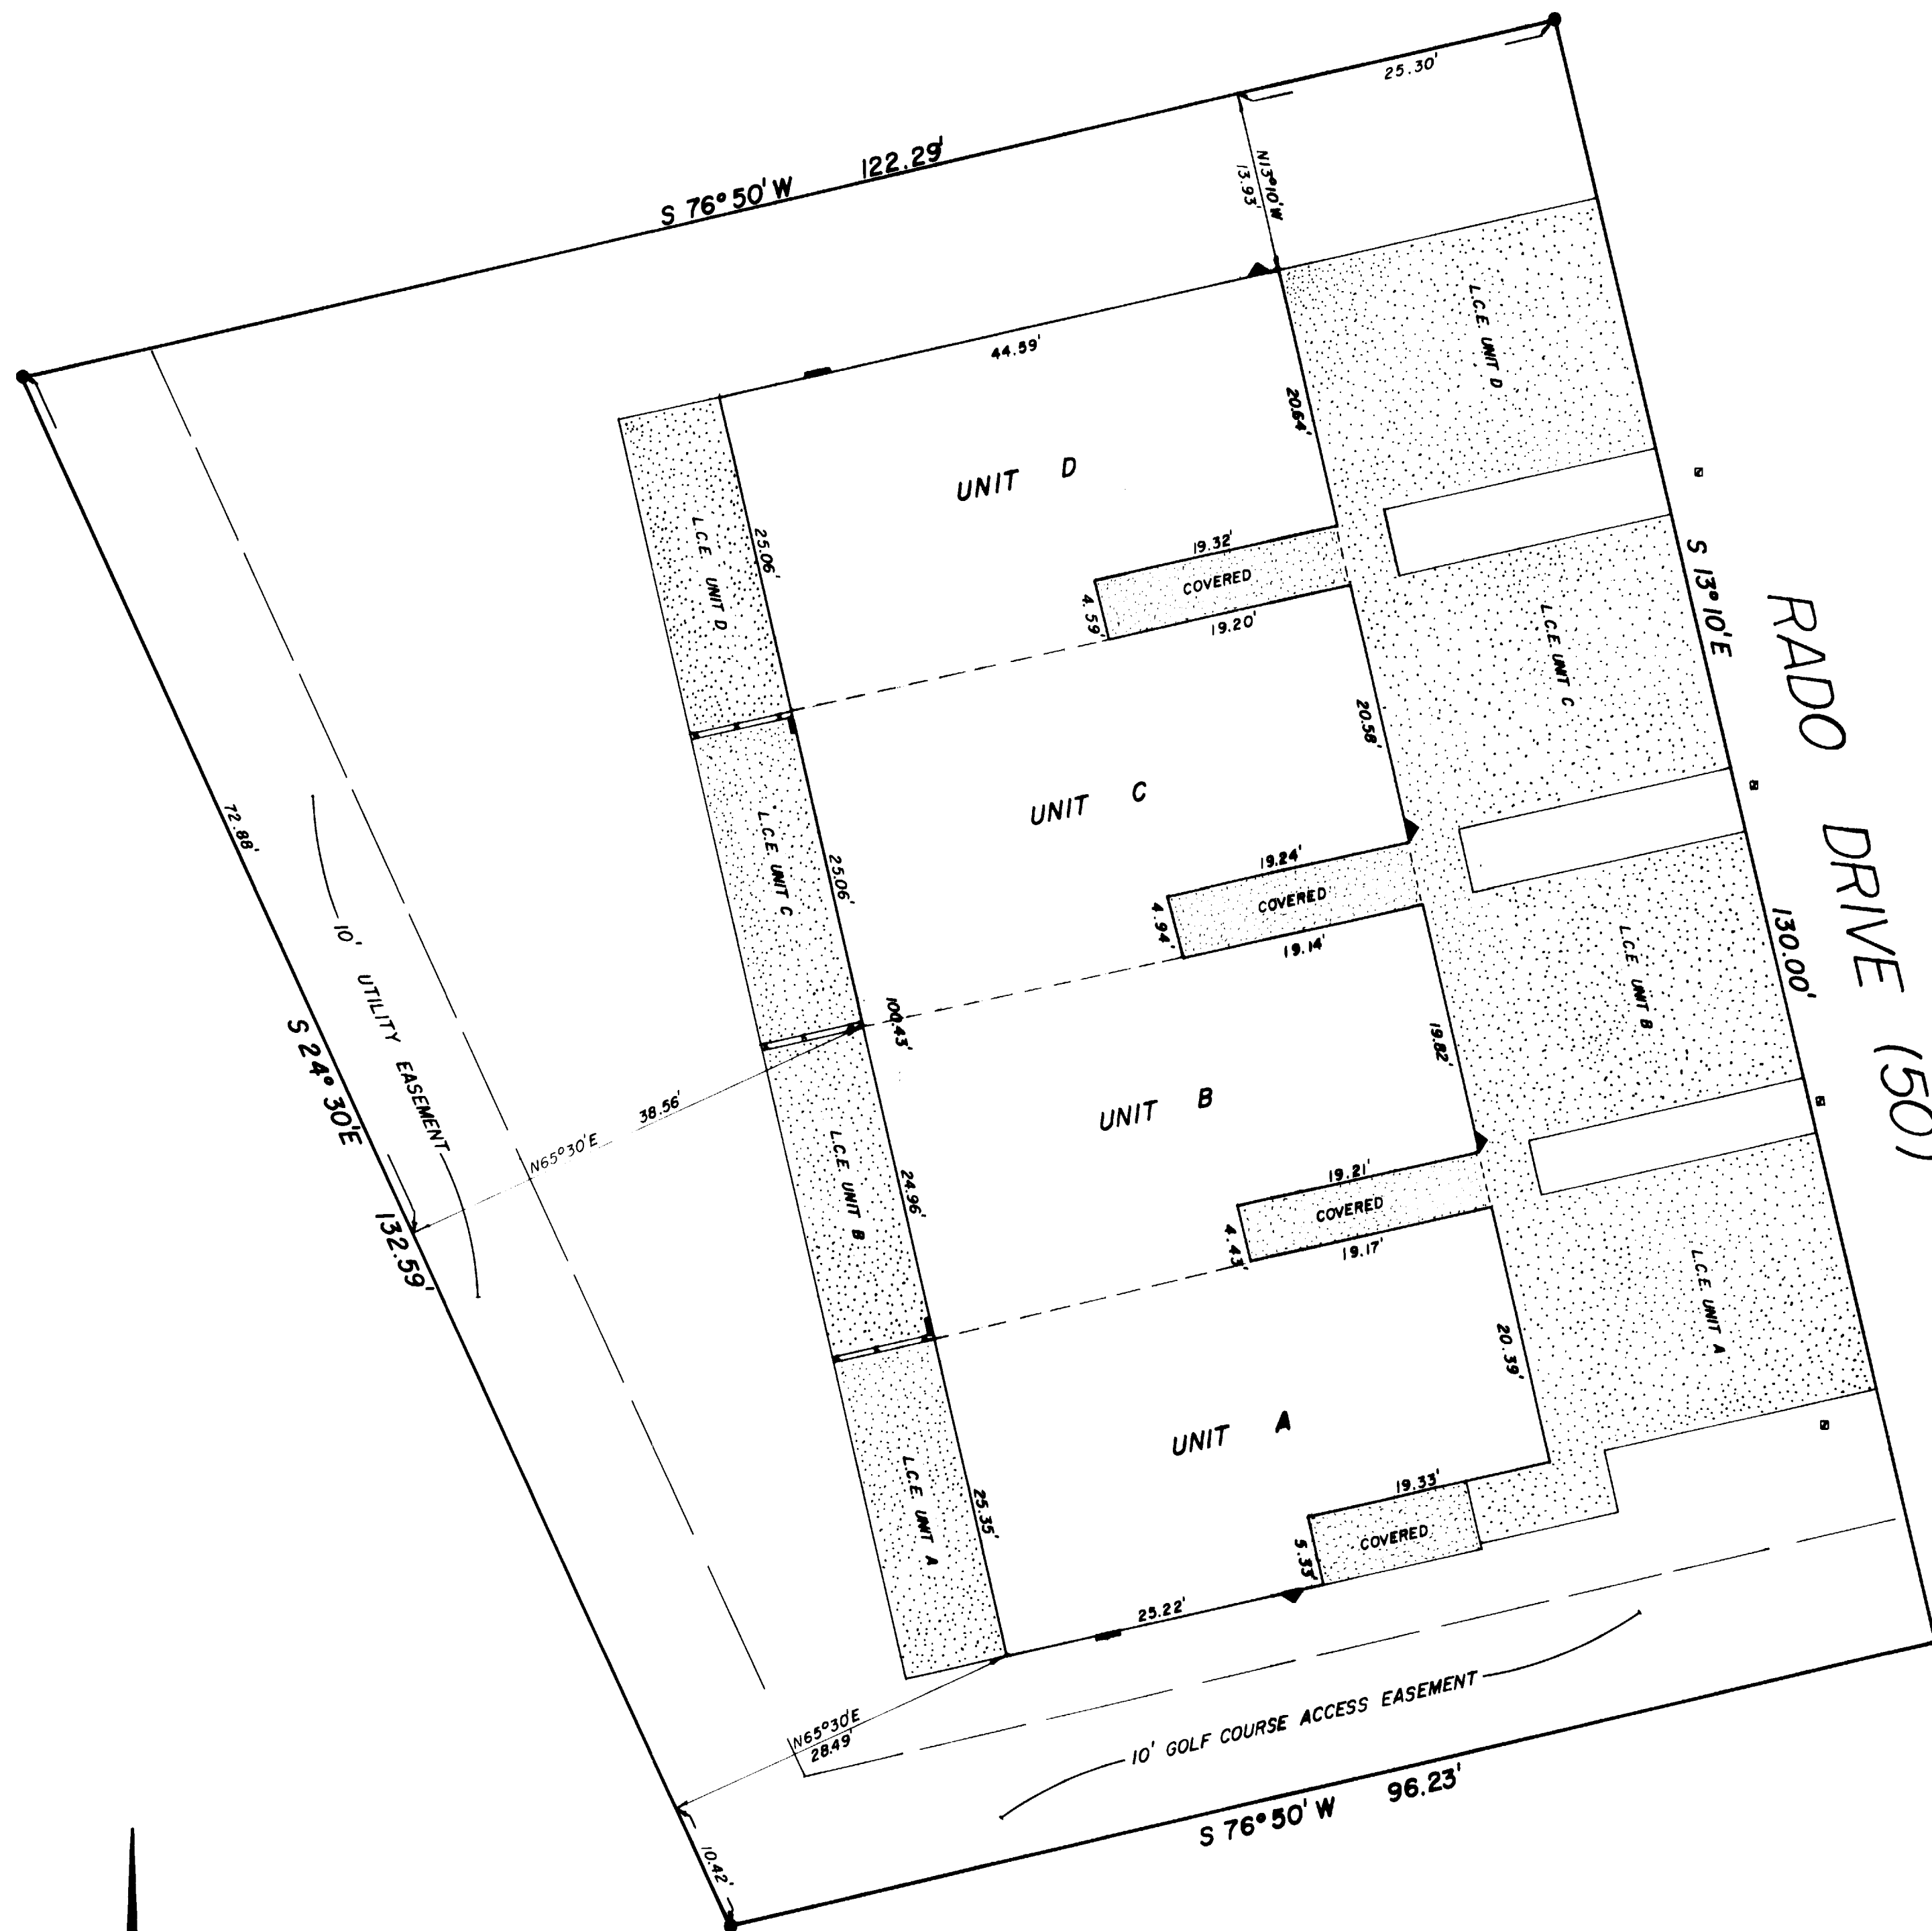 25.30'
S 76° 50' W 122.29'
N13°10'W
13.93'
L.C.E. UNIT D
44.59'
20.64'
UNIT D
L.C.E. UNIT D
25.06'
19.32'
COVERED
4.59'
19.20'
S 13° 10' E
130.00'
RADO DRIVE (50)
L.C.E. UNIT C
20.58'
UNIT C
L.C.E. UNIT C
25.06'
19.24'
COVERED
4.94'
19.14'
72.88'
10' UTILITY EASEMENT
S 24° 30' E
132.59'
100.43'
38.56'
N65°30'E
L.C.E. UNIT B
19.82'
UNIT B
L.C.E. UNIT B
24.96'
19.21'
COVERED
4.43'
19.17'
L.C.E. UNIT A
20.39'
UNIT A
L.C.E. UNIT A
25.35'
19.33'
COVERED
5.33'
25.22'
N65°30'E
28.49'
10' GOLF COURSE ACCESS EASEMENT
S 76° 50' W 96.23'
10.42'